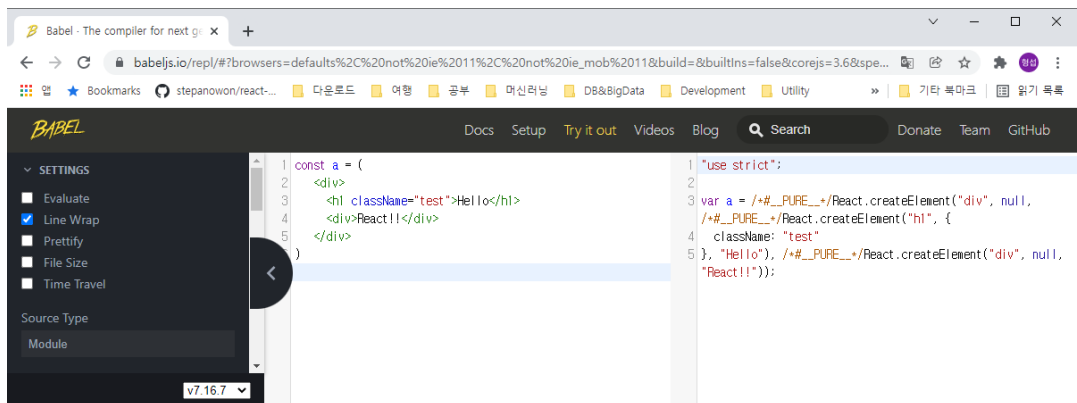 Babel · The compiler for next ge
babeljs.io/repl/#?browsers=defaults%2C%20not%20ie%2011%2C%20not%20ie_mob%2011&build=&builtIns=false&corejs=3.6&spe...
형섭
앱 Bookmarks stepanowon/react-... 다운로드 여행 공부 머신러닝 DB&BigData Development Utility » 기타 북마크 읽기 목록
BABEL Docs Setup Try it out Videos Blog Search Donate Team GitHub
SETTINGS
Evaluate
Line Wrap
Prettify
File Size
Time Travel
Source Type
Module
v7.16.7
1 const a = (
2 <div>
3 <h1 className="test">Hello</h1>
4 <div>React!!</div>
5 </div>
)
1 "use strict";
2
3 var a = /*#__PURE__*/React.createElement("div", null,
/*#__PURE__*/React.createElement("h1", {
4 className: "test"
5 }, "Hello"), /*#__PURE__*/React.createElement("div", null,
"React!!"));